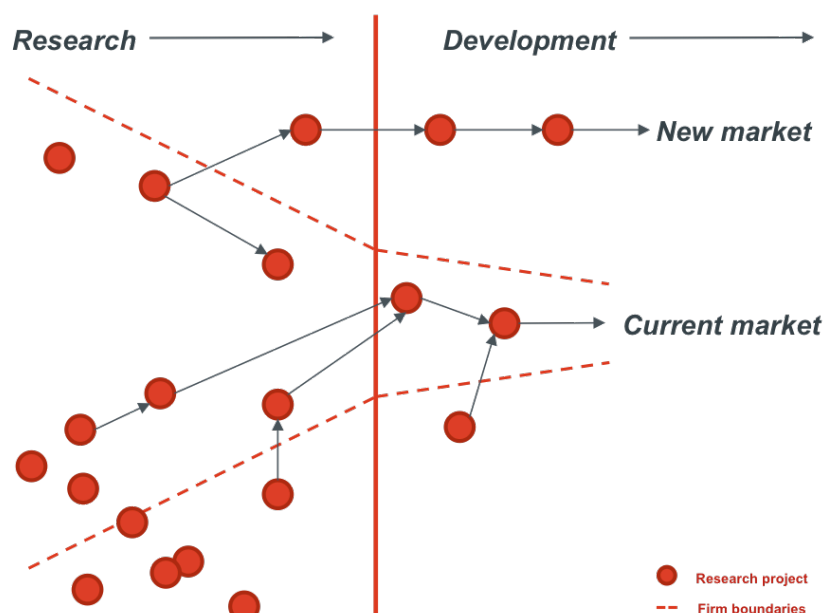 Research
Development
New market
Current market
Research project
Firm boundaries